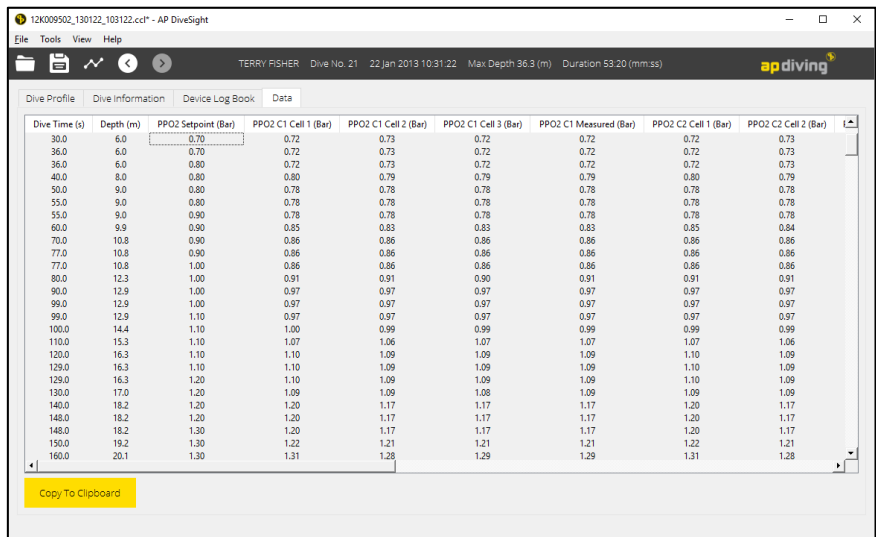 12K009502_130122_103122.ccl* - AP DiveSight
File Tools View Help
TERRY FISHER Dive No. 21 22 Jan 2013 10:31:22 Max Depth 36.3 (m) Duration 53:20 (mm:ss)
apdiving
Dive Profile Dive Information Device Log Book Data
Dive Time (s) Depth (m) PPO2 Setpoint (Bar) PPO2 C1 Cell 1 (Bar) PPO2 C1 Cell 2 (Bar) PPO2 C1 Cell 3 (Bar) PPO2 C1 Measured (Bar) PPO2 C2 Cell 1 (Bar) PPO2 C2 Cell 2 (Bar)
30.0 6.0 0.70 0.72 0.73 0.72 0.72 0.72 0.73
36.0 6.0 0.70 0.72 0.73 0.72 0.72 0.72 0.73
36.0 6.0 0.80 0.72 0.73 0.72 0.72 0.72 0.73
40.0 8.0 0.80 0.80 0.79 0.79 0.79 0.80 0.79
50.0 9.0 0.80 0.78 0.78 0.78 0.78 0.78 0.78
55.0 9.0 0.80 0.78 0.78 0.78 0.78 0.78 0.78
55.0 9.0 0.90 0.78 0.78 0.78 0.78 0.78 0.78
60.0 9.9 0.90 0.85 0.83 0.83 0.83 0.85 0.84
70.0 10.8 0.90 0.86 0.86 0.86 0.86 0.86 0.86
77.0 10.8 0.90 0.86 0.86 0.86 0.86 0.86 0.86
77.0 10.8 1.00 0.86 0.86 0.86 0.86 0.86 0.86
80.0 12.3 1.00 0.91 0.91 0.90 0.91 0.91 0.91
90.0 12.9 1.00 0.97 0.97 0.97 0.97 0.97 0.97
99.0 12.9 1.00 0.97 0.97 0.97 0.97 0.97 0.97
99.0 12.9 1.10 0.97 0.97 0.97 0.97 0.97 0.97
100.0 14.4 1.10 1.00 0.99 0.99 0.99 0.99 0.99
110.0 15.3 1.10 1.07 1.06 1.07 1.07 1.07 1.06
120.0 16.3 1.10 1.10 1.09 1.09 1.09 1.10 1.09
129.0 16.3 1.10 1.10 1.09 1.09 1.09 1.10 1.09
129.0 16.3 1.20 1.10 1.09 1.09 1.09 1.10 1.09
130.0 17.0 1.20 1.09 1.09 1.08 1.09 1.09 1.09
140.0 18.2 1.20 1.20 1.17 1.17 1.17 1.20 1.17
148.0 18.2 1.20 1.20 1.17 1.17 1.17 1.20 1.17
148.0 18.2 1.30 1.20 1.17 1.17 1.17 1.20 1.17
150.0 19.2 1.30 1.22 1.21 1.21 1.21 1.22 1.21
160.0 20.1 1.30 1.31 1.28 1.29 1.29 1.31 1.28
Copy To Clipboard